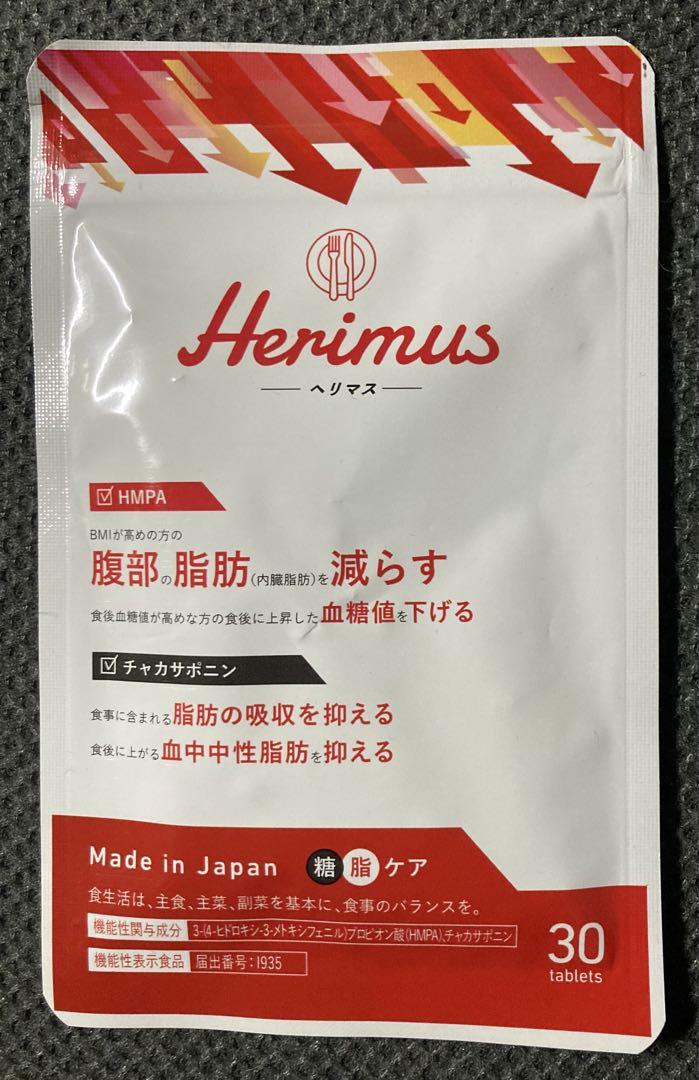 Herimus
ヘリマス
HMPA
BMIが高めの方の
腹部の脂肪(内臓脂肪)を減らす
食後血糖値が高めな方の食後に上昇した血糖値を下げる
チャカサポニン
食事に含まれる脂肪の吸収を抑える
食後に上がる血中中性脂肪を抑える
Made in Japan 糖脂ケア
食生活は、主食、主菜、副菜を基本に、食事のバランスを。
機能性関与成分 3-(4-ヒドロキシ-3-メトキシフェニル)プロピオン酸(HMPA)、チャカサポニン
機能性表示食品 届出番号:I935
30
tablets